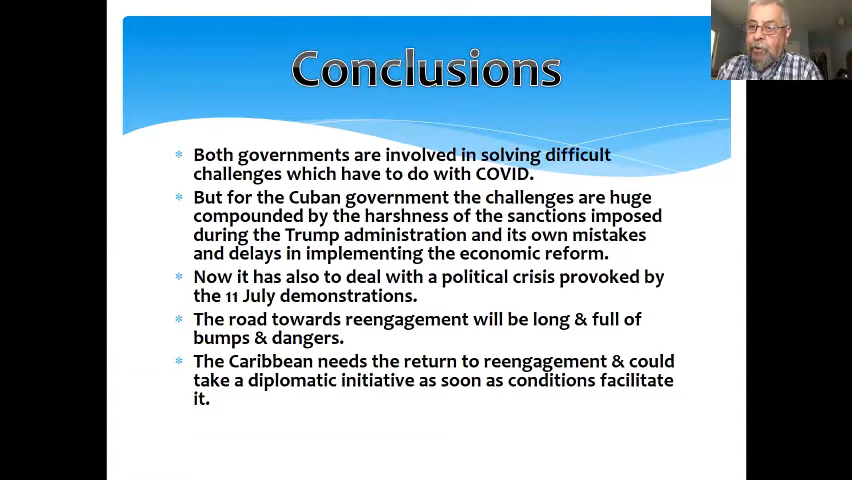 Conclusions
* Both governments are involved in solving difficult
challenges which have to do with COVID.
* But for the Cuban government the challenges are huge
compounded by the harshness of the sanctions imposed
during the Trump administration and its own mistakes
and delays in implementing the economic reform.
* Now it has also to deal with a political crisis provoked by
the 11 July demonstrations.
* The road towards reengagement will be long & full of
bumps & dangers.
* The Caribbean needs the return to reengagement & could
take a diplomatic initiative as soon as conditions facilitate
it.